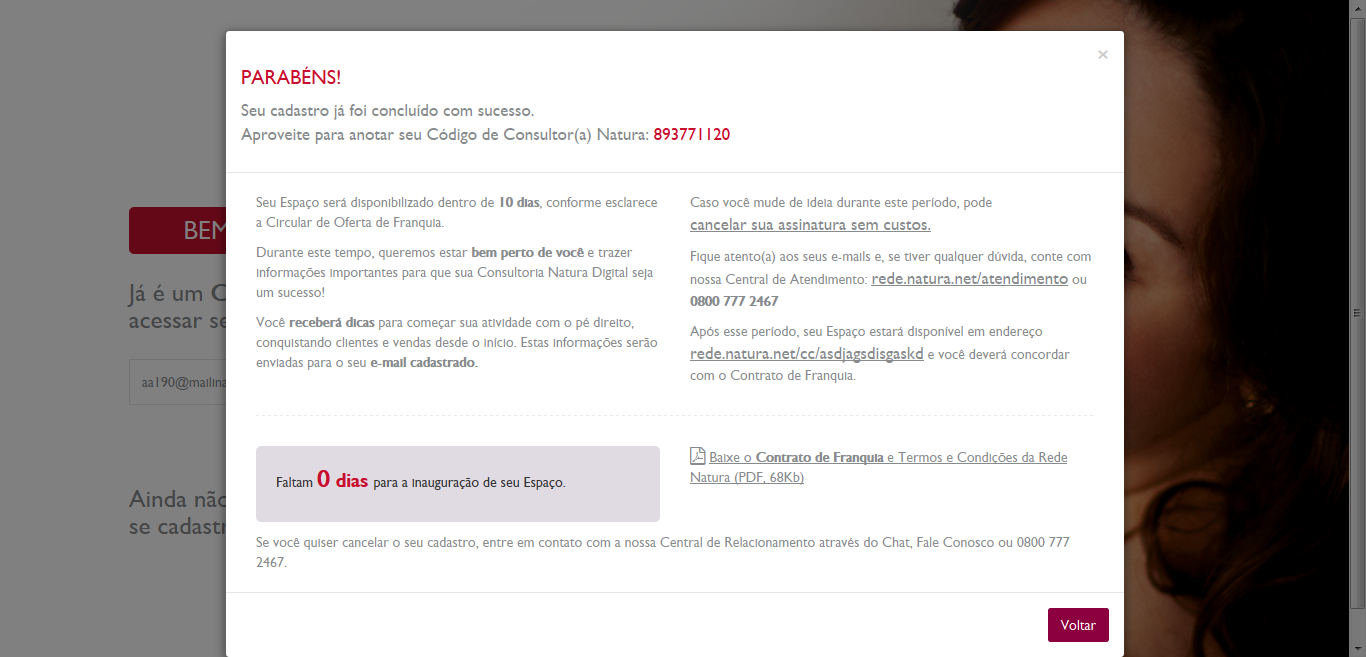 ×
PARABÉNS!
Seu cadastro já foi concluído com sucesso.
Aproveite para anotar seu Código de Consultor(a) Natura: 893771120
Seu Espaço será disponibilizado dentro de 10 dias, conforme esclarece
a Circular de Oferta de Franquia.
Durante este tempo, queremos estar bem perto de você e trazer
informações importantes para que sua Consultoria Natura Digital seja
um sucesso!
Você receberá dicas para começar sua atividade com o pé direito,
conquistando clientes e vendas desde o início. Estas informações serão
enviadas para o seu e-mail cadastrado.
Caso você mude de ideia durante este período, pode
cancelar sua assinatura sem custos.
Fique atento(a) aos seus e-mails e, se tiver qualquer dúvida, conte com
nossa Central de Atendimento: rede.natura.net/atendimento ou
0800 777 2467
Após esse período, seu Espaço estará disponível em endereço
rede.natura.net/cc/asdjagsdisgaskd e você deverá concordar
com o Contrato de Franquia.
Faltam 0 dias para a inauguração de seu Espaço.
Baixe o Contrato de Franquia e Termos e Condições da Rede
Natura (PDF, 68Kb)
Se você quiser cancelar o seu cadastro, entre em contato com a nossa Central de Relacionamento através do Chat, Fale Conosco ou 0800 777
2467.
Voltar
BEM
Já é um C
acessar se
aa190@mailina
Ainda não
se cadastr